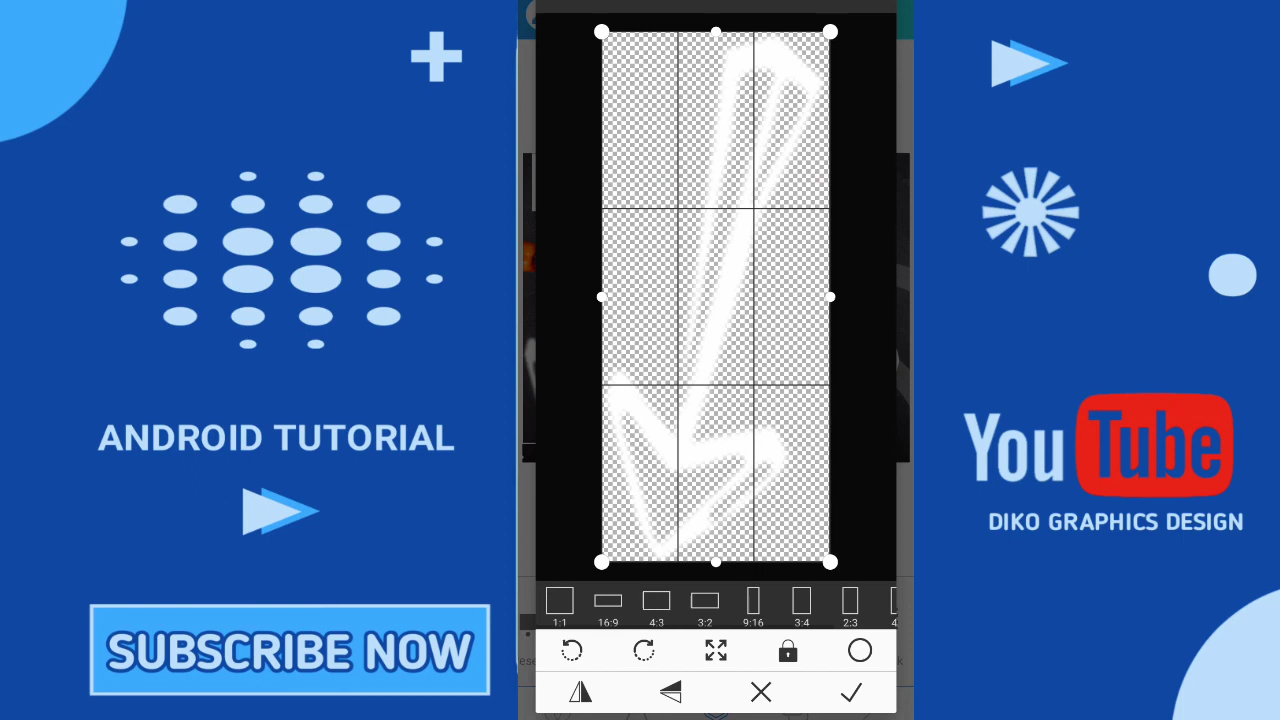 ANDROID TUTORIAL
SUBSCRIBE NOW
1:1 16:9 4:3 3:2 9:16 3:4 2:3
YouTube
DIKO GRAPHICS DESIGN